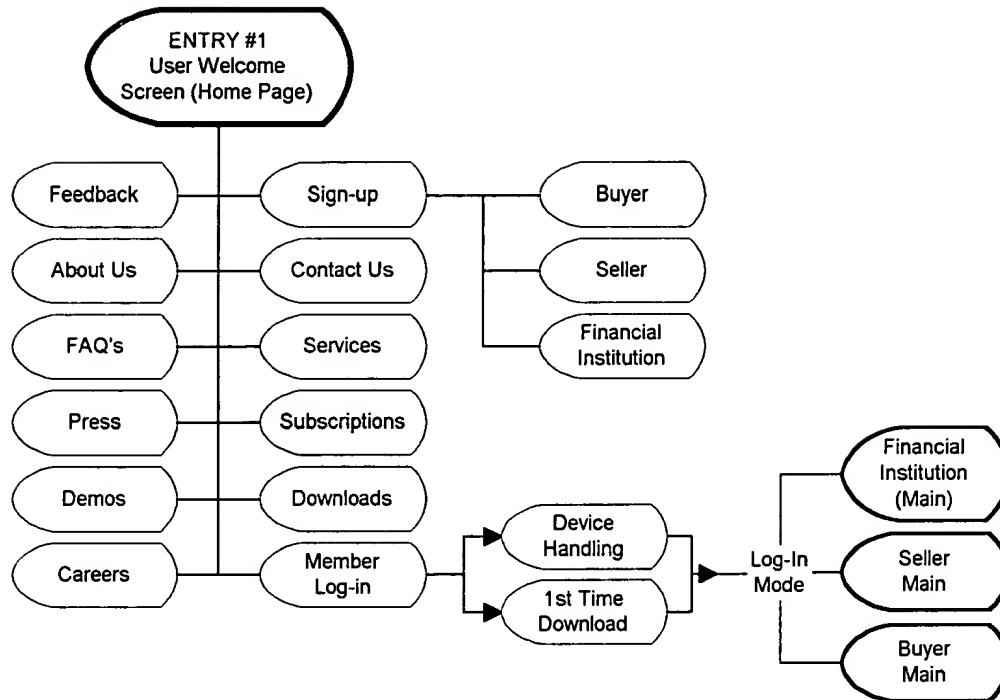 ENTRY #1
User Welcome
Screen (Home Page)
Feedback
Sign-up
Buyer
About Us
Contact Us
Seller
FAQ's
Services
Financial
Institution
Press
Subscriptions
Demos
Downloads
Careers
Member
Log-in
Device
Handling
1st Time
Download
Log-In
Mode
Financial
Institution
(Main)
Seller
Main
Buyer
Main